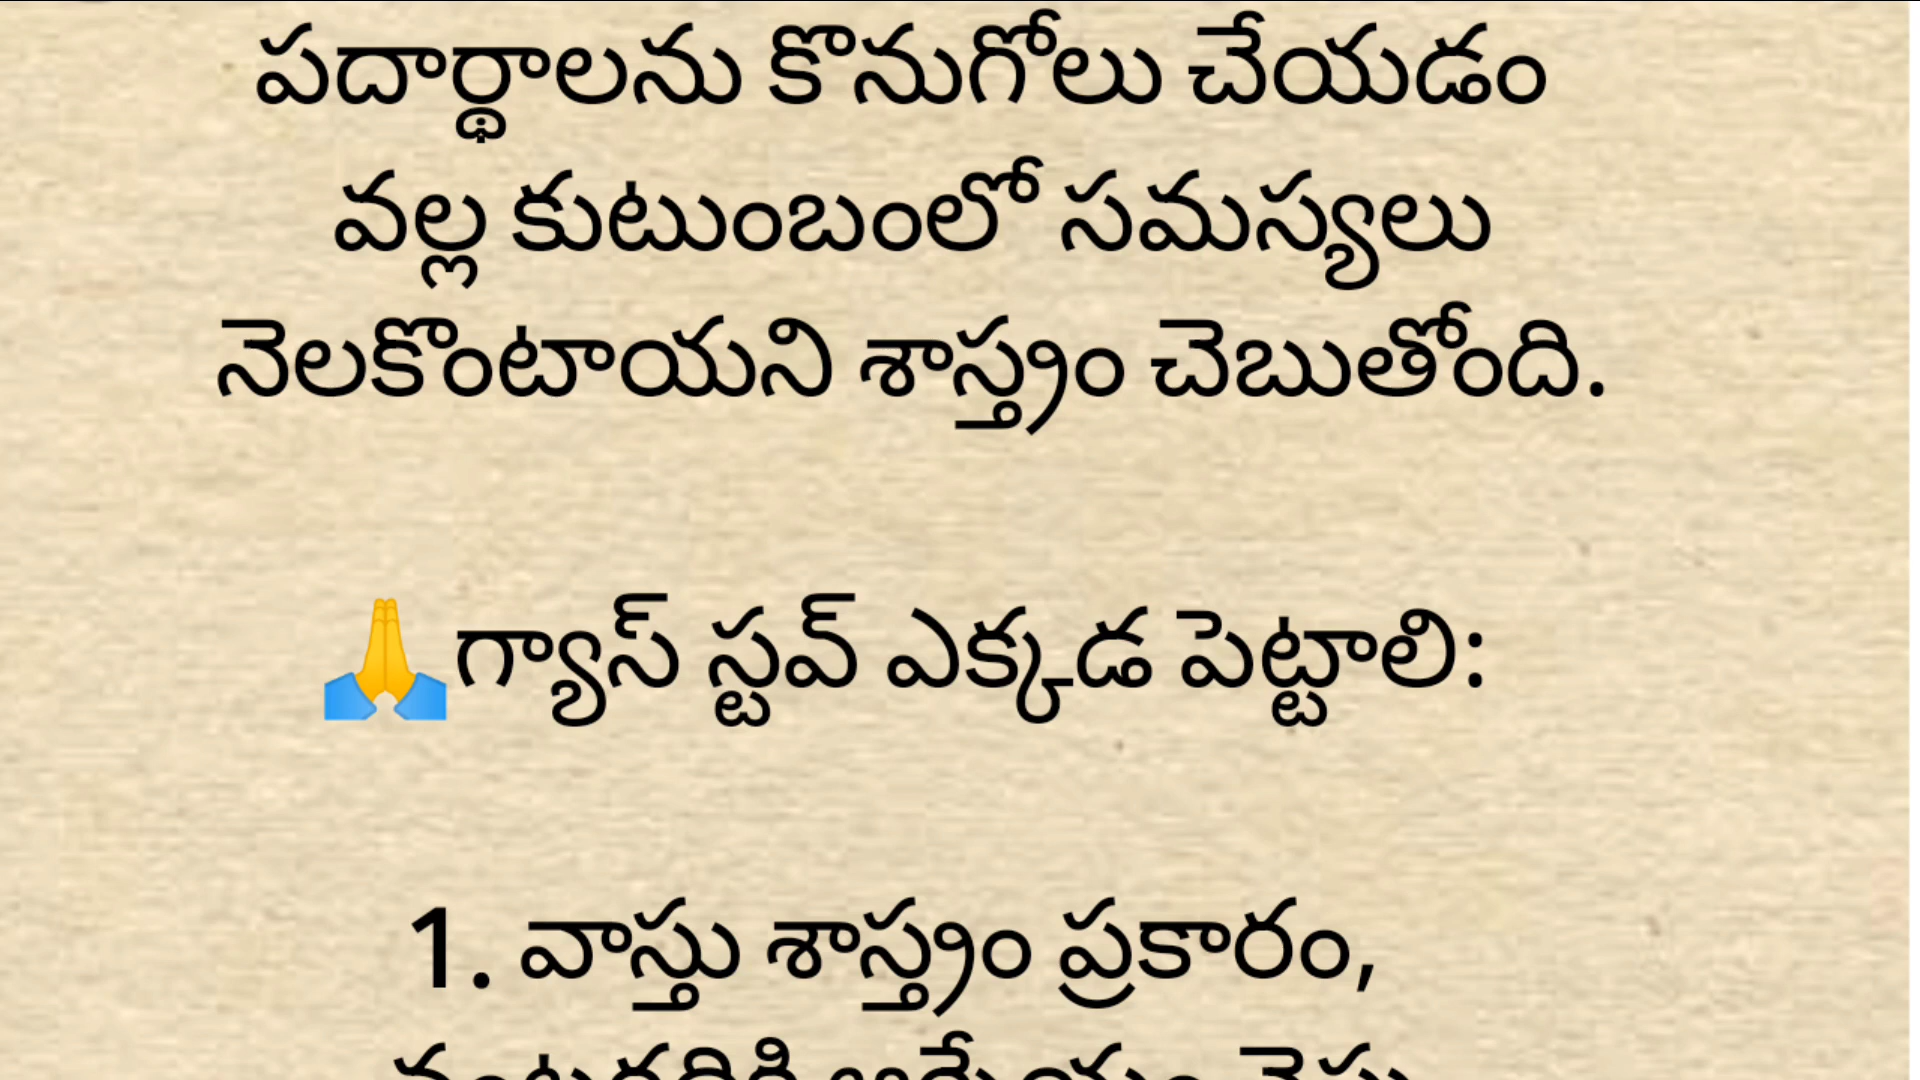 పదార్థాలను కొనుగోలు చేయడం
వల్ల కుటుంబంలో సమస్యలు
నెలకొంటాయని శాస్త్రం చెబుతోంది.
🙏గ్యాస్ స్టవ్ ఎక్కడ పెట్టాలి:
1. వాస్తు శాస్త్రం ప్రకారం,